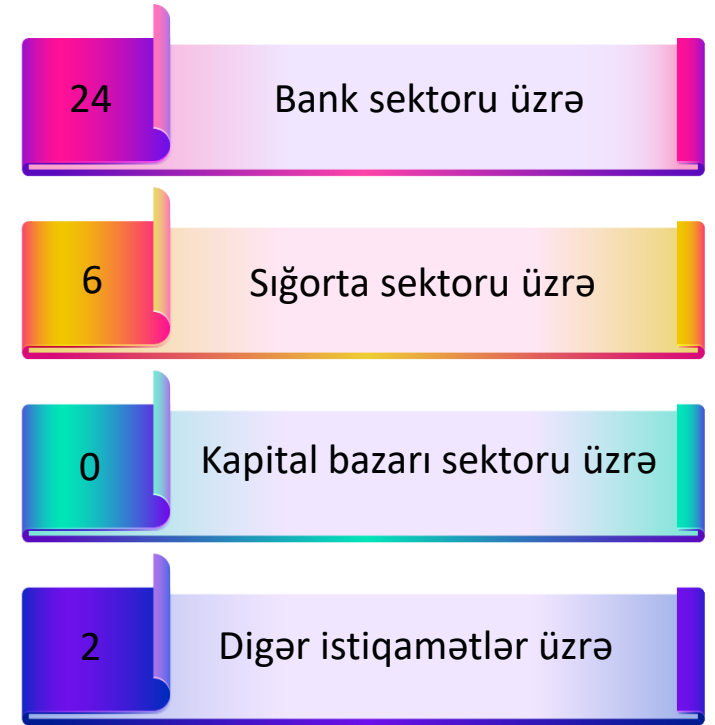 24 Bank sektoru üzrə
6 Sığorta sektoru üzrə
0 Kapital bazarı sektoru üzrə
2 Digər istiqamətlər üzrə